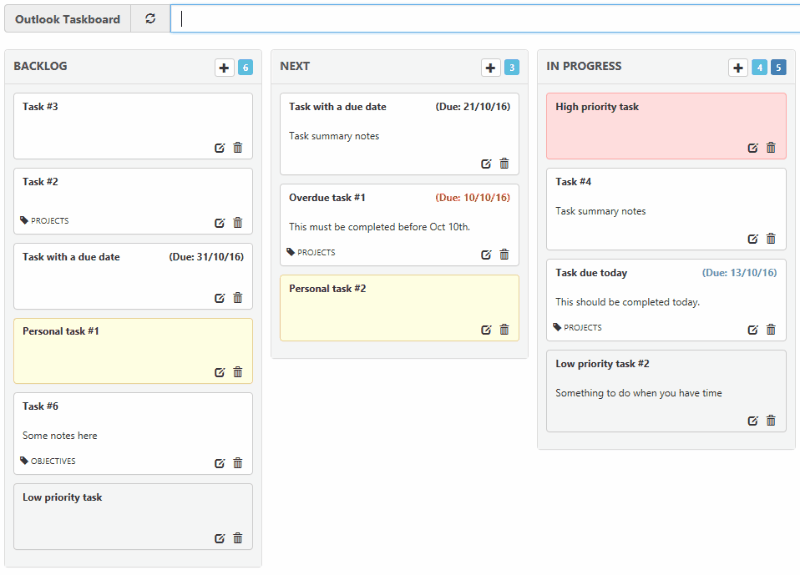 Outlook Taskboard
BACKLOG 6
Task #3
Task #2
PROJECTS
Task with a due date (Due: 31/10/16)
Personal task #1
Task #6
Some notes here
OBJECTIVES
Low priority task
NEXT 3
Task with a due date (Due: 21/10/16)
Task summary notes
Overdue task #1 (Due: 10/10/16)
This must be completed before Oct 10th.
PROJECTS
Personal task #2
IN PROGRESS 4 5
High priority task
Task #4
Task summary notes
Task due today (Due: 13/10/16)
This should be completed today.
PROJECTS
Low priority task #2
Something to do when you have time